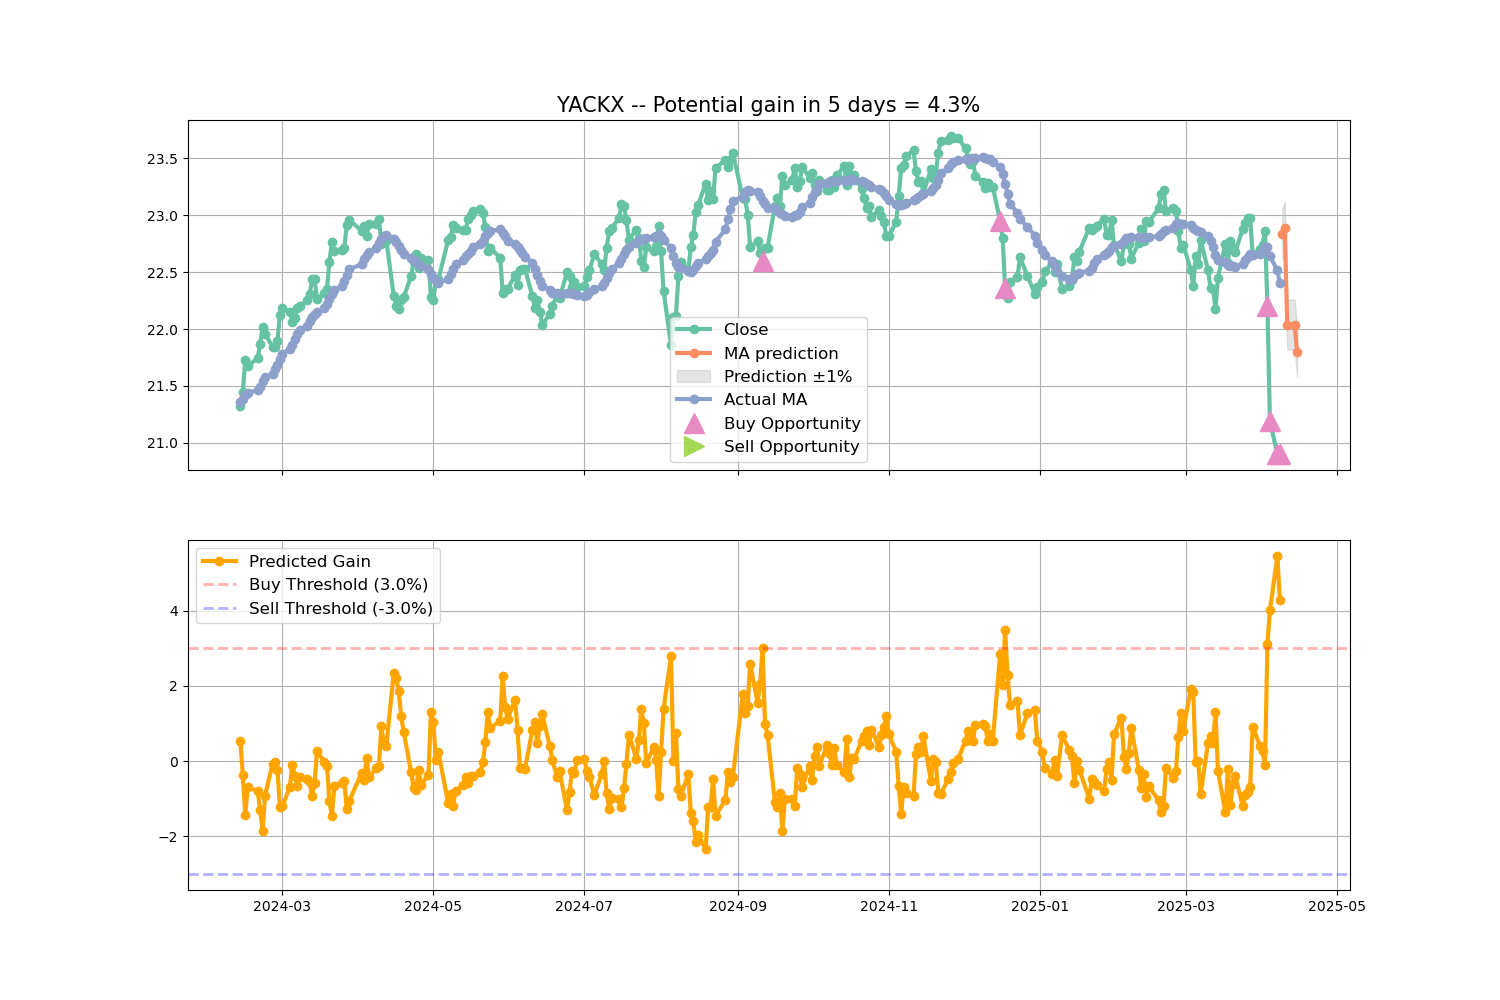 YACKX -- Potential gain in 5 days = 4.3%
23.5
23.0
22.5
22.0
21.5
21.0
Close
MA prediction
Prediction ±1%
Actual MA
Buy Opportunity
Sell Opportunity
Predicted Gain
Buy Threshold (3.0%)
Sell Threshold (-3.0%)
4
2
0
−2
2024-03
2024-05
2024-07
2024-09
2024-11
2025-01
2025-03
2025-05